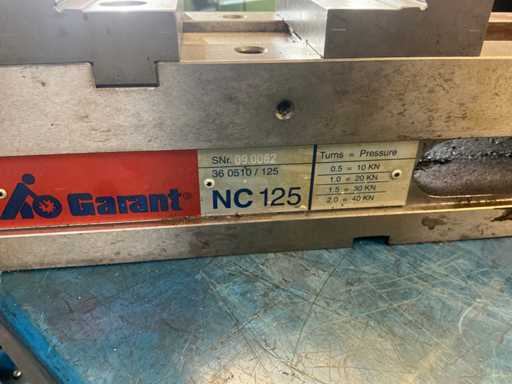 Garant®
SNr. 09.0082
36 0510 / 125
NC 125
Turns = Pressure
0.5 = 10 KN
1.0 = 20 KN
1.5 = 30 KN
2.0 = 40 KN